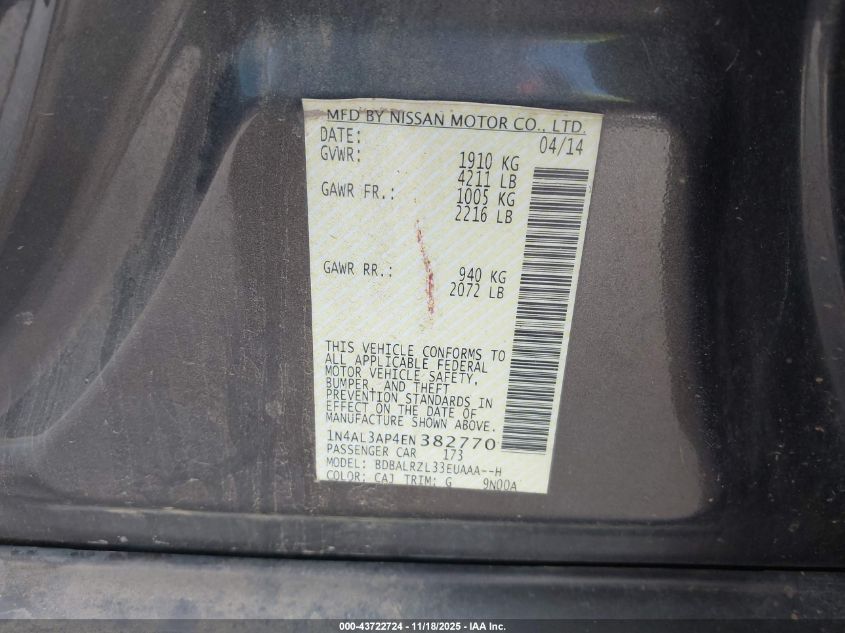 MFD BY NISSAN MOTOR CO., LTD.
DATE: 04/14
GVWR: 1910 KG
4211 LB
GAWR FR.: 1005 KG
2216 LB
GAWR RR.: 940 KG
2072 LB
THIS VEHICLE CONFORMS TO
ALL APPLICABLE FEDERAL
MOTOR VEHICLE SAFETY,
BUMPER, AND THEFT
PREVENTION STANDARDS IN
EFFECT ON THE DATE OF
MANUFACTURE SHOWN ABOVE.
1N4AL3AP4EN 382770
PASSENGER CAR 173
MODEL: BDBALRZL33EUAAA--H
COLOR: CAJ TRIM: G 9N00A
000-43722724 - 11/18/2025 - IAA Inc.